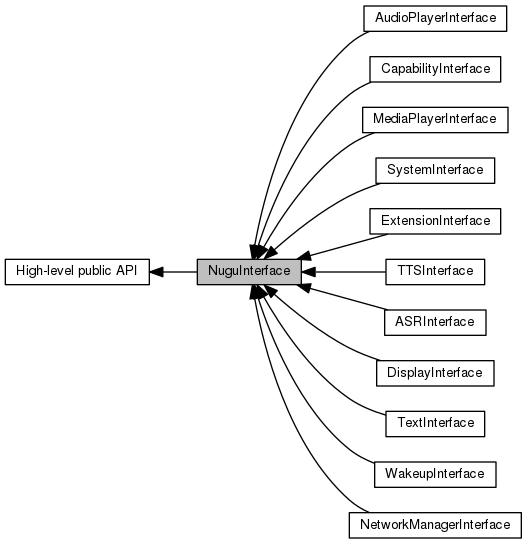 AudioPlayerInterface
CapabilityInterface
MediaPlayerInterface
SystemInterface
ExtensionInterface
High-level public API
NuguInterface
TTSInterface
ASRInterface
DisplayInterface
TextInterface
WakeupInterface
NetworkManagerInterface